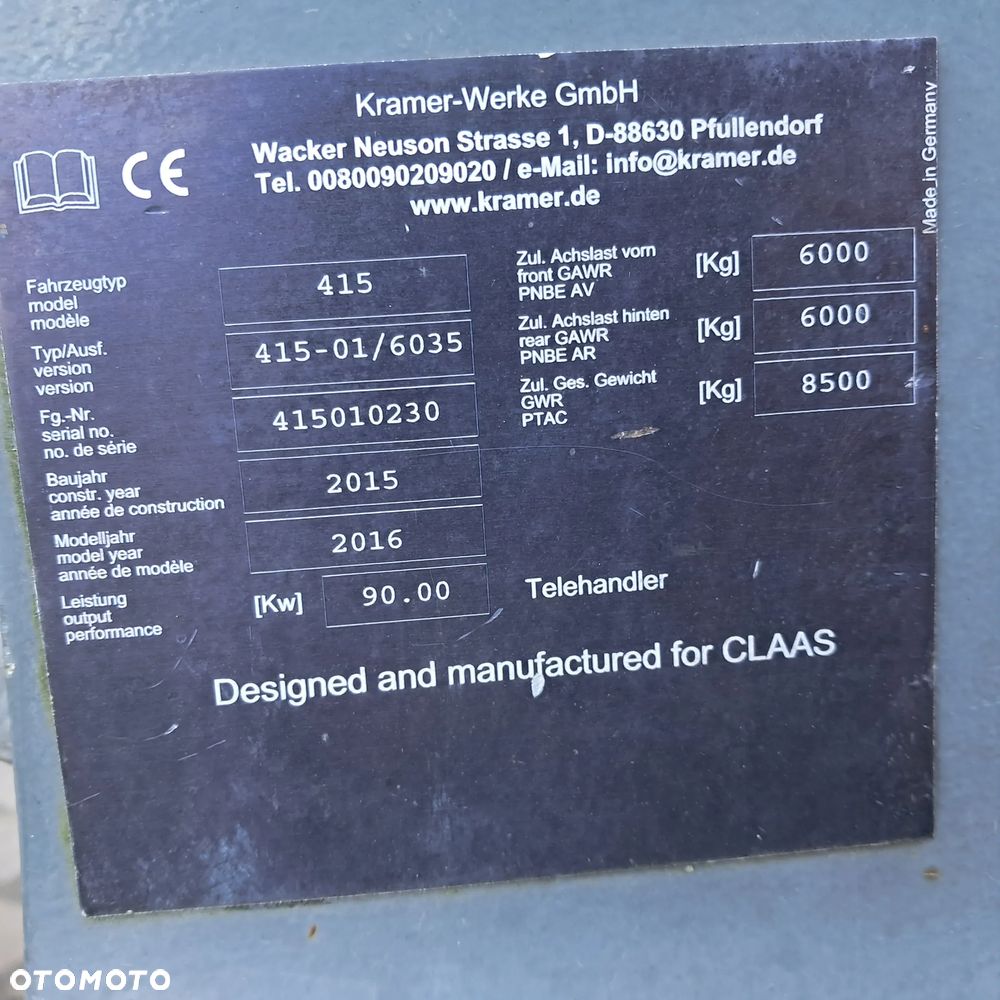 Kramer-Werke GmbH
Wacker Neuson Strasse 1, D-88630 Pfullendorf
Tel. 0080090209020 / e-Mail: info@kramer.de
www.kramer.de
CE
Made in Germany
Fahrzeugtyp
model
modèle
415
Typ/Ausf.
version
version
415-01/6035
Fg.-Nr.
serial no.
no. de série
415010230
Baujahr
constr. year
année de construction
2015
Modelljahr
model year
année de modèle
2016
Leistung
output
performance
[Kw]
90.00
Zul. Achslast vorn
front GAWR
PNBE AV
[Kg]
6000
Zul. Achslast hinten
rear GAWR
PNBE AR
[Kg]
6000
Zul. Ges. Gewicht
GWR
PTAC
[Kg]
8500
Telehandler
Designed and manufactured for CLAAS
OTOMOTO